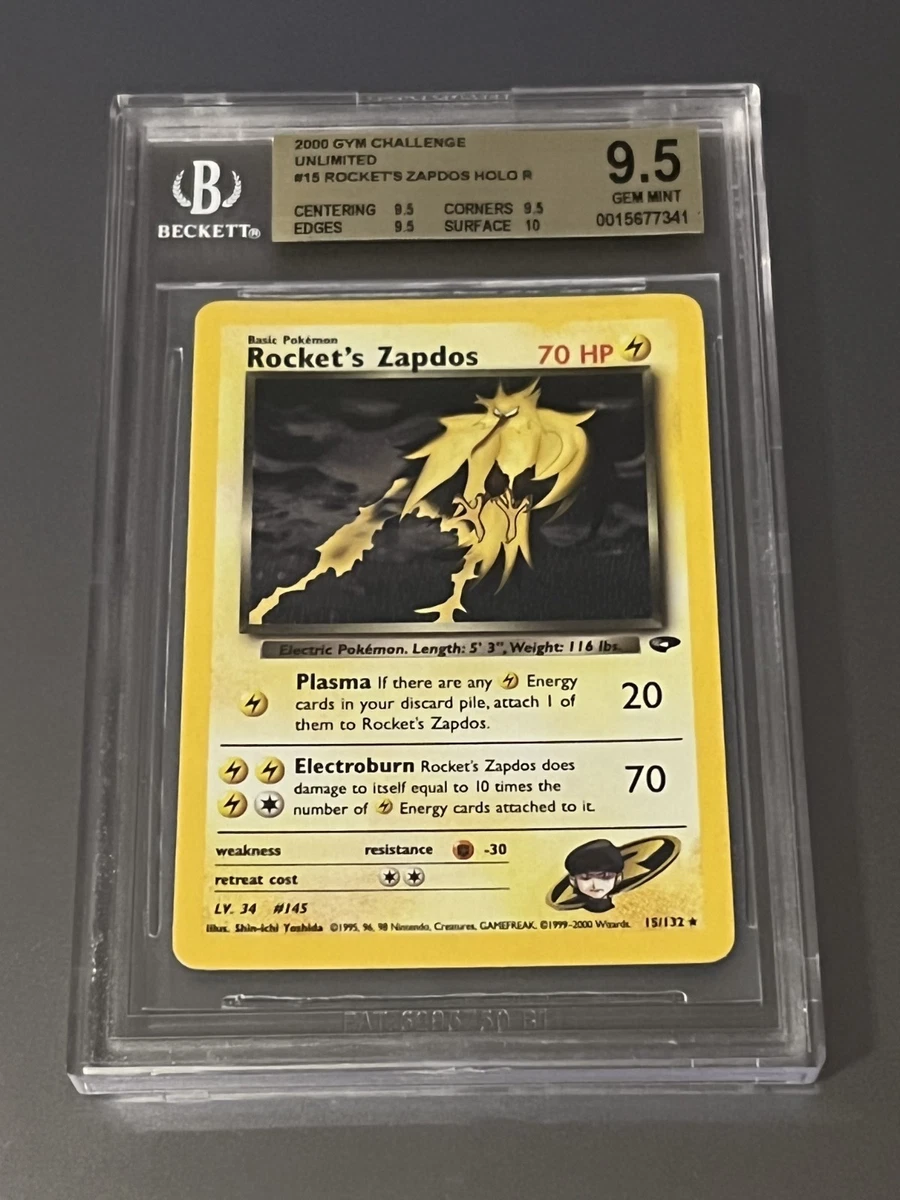 2000 GYM CHALLENGE
UNLIMITED
#15 ROCKET'S ZAPDOS HOLO R
CENTERING 9.5 CORNERS 9.5
EDGES 9.5 SURFACE 10
9.5
GEM MINT
0015677341
B
BECKETT®
Basic Pokémon
Rocket's Zapdos 70 HP
Electric Pokémon. Length: 5' 3", Weight: 116 lbs.
Plasma If there are any Energy
cards in your discard pile, attach 1 of
them to Rocket's Zapdos.
20
Electroburn Rocket's Zapdos does
damage to itself equal to 10 times the
number of Energy cards attached to it.
70
weakness resistance -30
retreat cost
LV. 34 #145
Illus. Shin-ichi Yoshida ©1995, 96, 98 Nintendo, Creatures, GAMEFREAK. ©1999-2000 Wizards. 15/132 ★